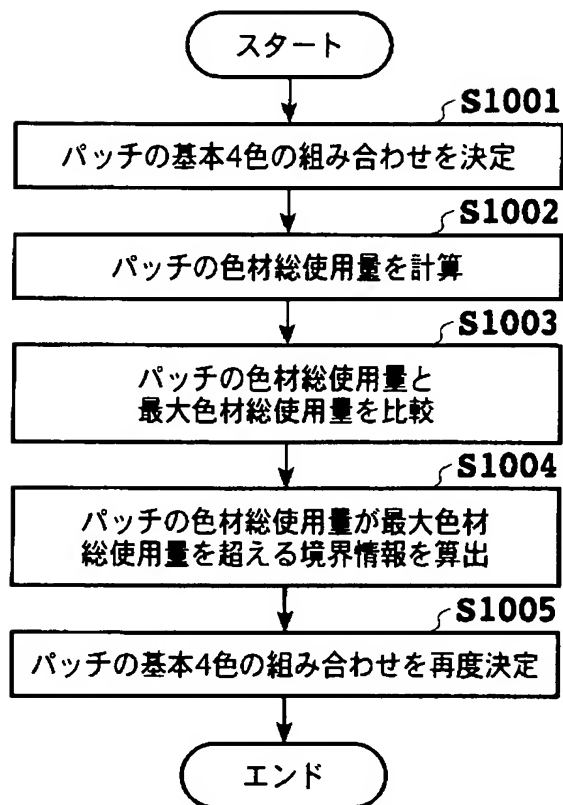 スタート
S1001
パッチの基本4色の組み合わせを決定
S1002
パッチの色材総使用量を計算
S1003
パッチの色材総使用量と
最大色材総使用量を比較
S1004
パッチの色材総使用量が最大色材
総使用量を超える境界情報を算出
S1005
パッチの基本4色の組み合わせを再度決定
エンド